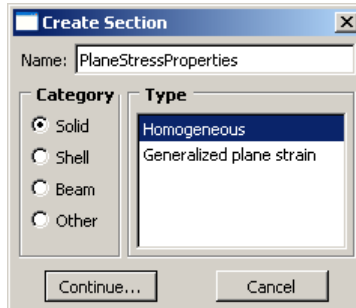 Create Section
Name: PlaneStressProperties
Category
Type
Solid
Shell
Beam
Other
Homogeneous
Generalized plane strain
Continue...
Cancel